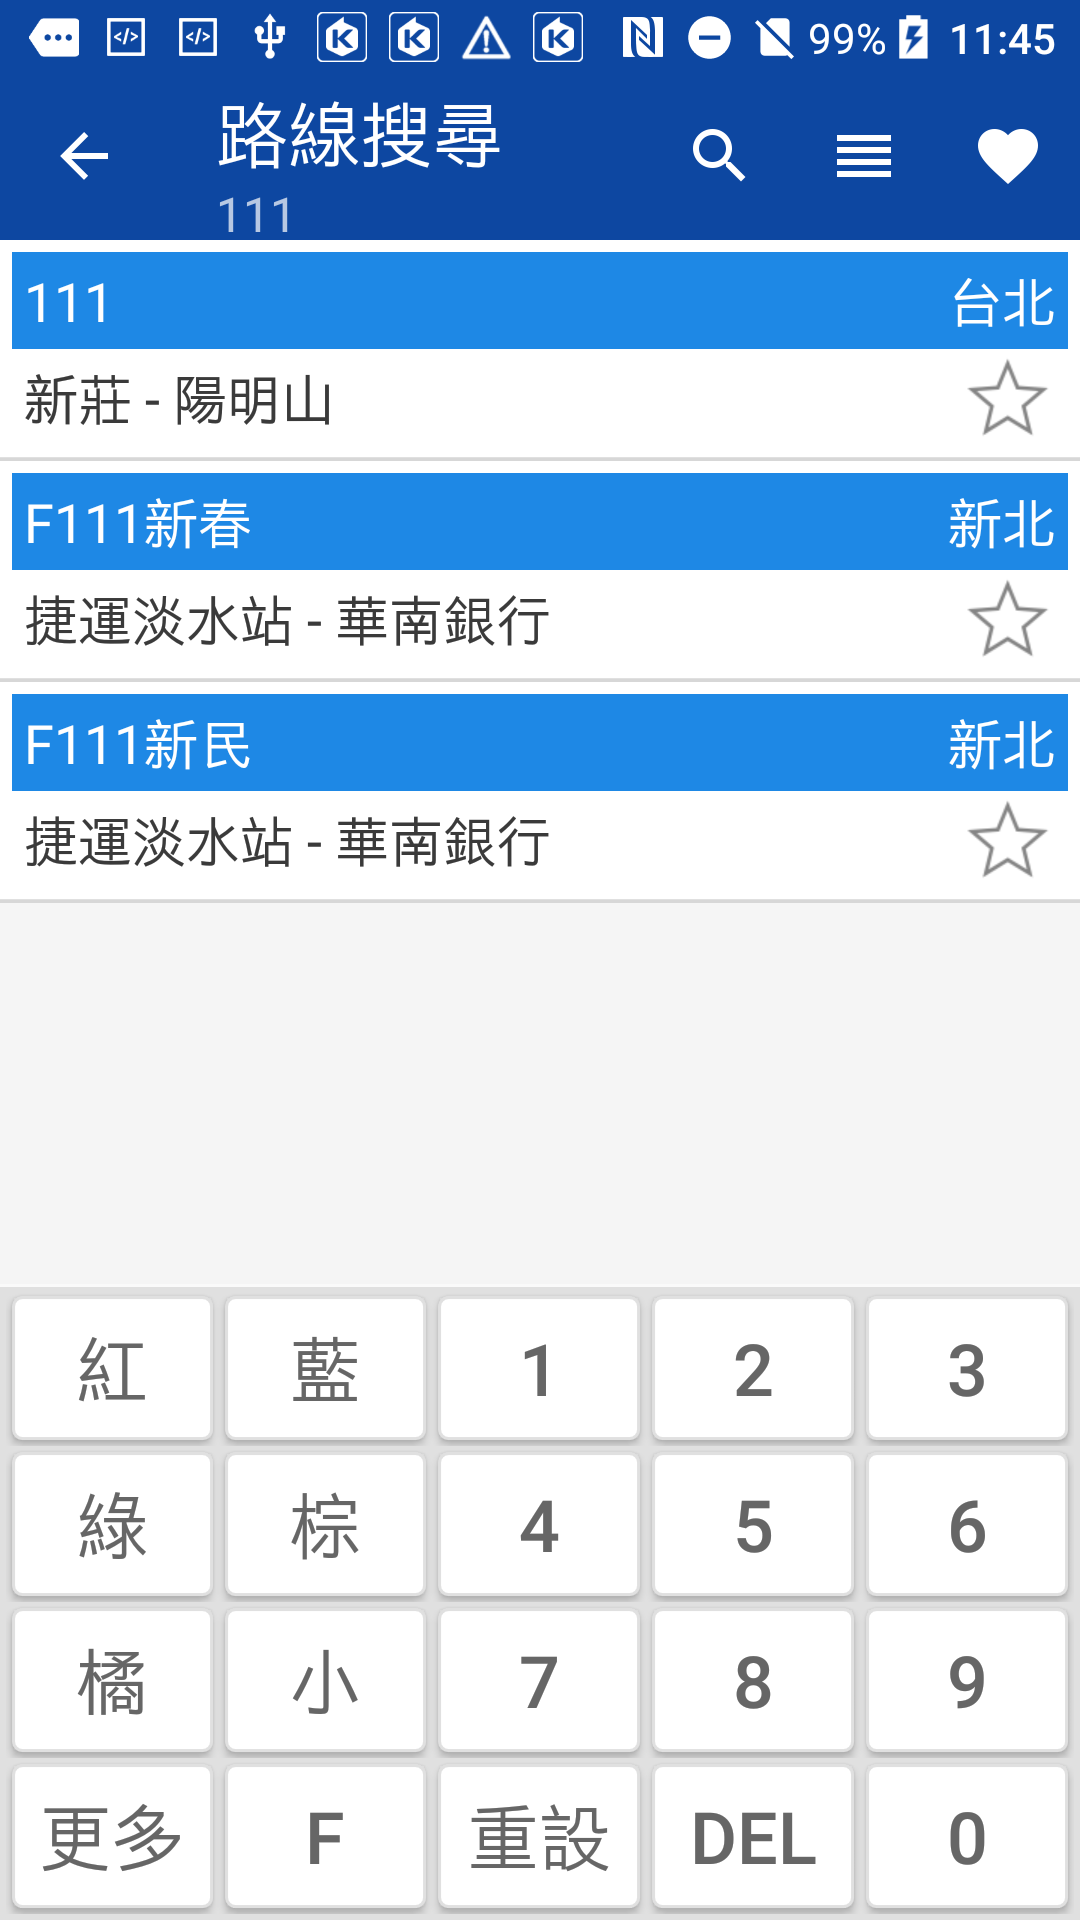 99% 11:45
路線搜尋
111
111 台北
新莊 - 陽明山
F111新春 新北
捷運淡水站 - 華南銀行
F111新民 新北
捷運淡水站 - 華南銀行
紅 藍 1 2 3
綠 棕 4 5 6
橘 小 7 8 9
更多 F 重設 DEL 0